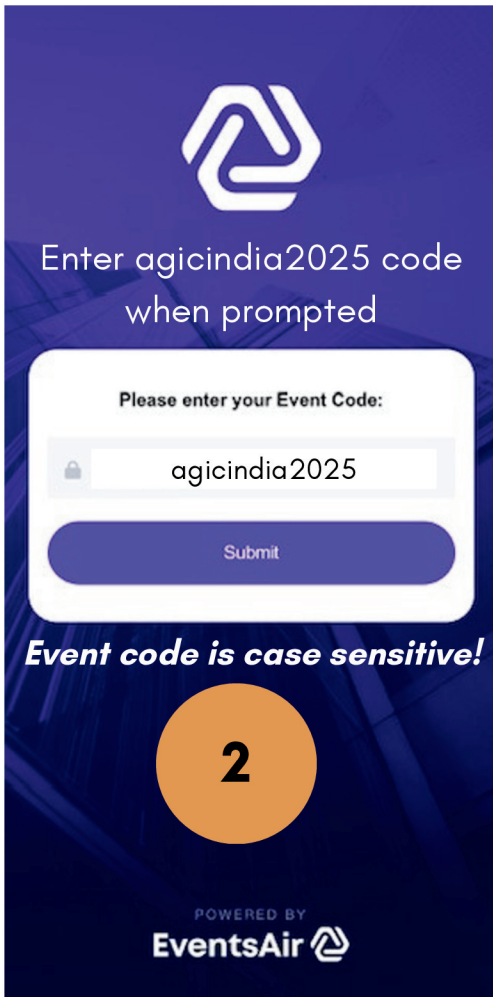 Enter agicindia2025 code
when prompted
Please enter your Event Code:
agicindia2025
Submit
Event code is case sensitive!
2
POWERED BY
EventsAir